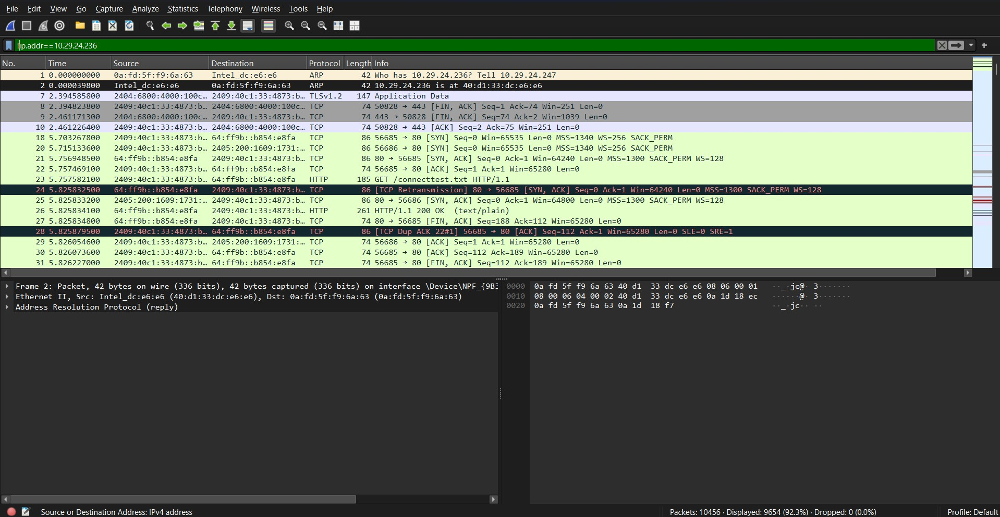 File Edit View Go Capture Analyze Statistics Telephony Wireless Tools Help
!ip.addr==10.29.24.236
No. Time Source Destination Protocol Length Info
1 0.000000000 0a:fd:5f:f9:6a:63 Intel_dc:e6:e6 ARP 42 Who has 10.29.24.236? Tell 10.29.24.247
2 0.000039800 Intel_dc:e6:e6 0a:fd:5f:f9:6a:63 ARP 42 10.29.24.236 is at 40:d1:33:dc:e6:e6
7 2.394585800 2404:6800:4000:100c… 2409:40c1:33:4873:b… TLSv1.2 147 Application Data
8 2.394823800 2409:40c1:33:4873:b… 2404:6800:4000:100c… TCP 74 50828 → 443 [FIN, ACK] Seq=1 Ack=74 Win=251 Len=0
9 2.461171300 2404:6800:4000:100c… 2409:40c1:33:4873:b… TCP 74 443 → 50828 [FIN, ACK] Seq=74 Ack=2 Win=1039 Len=0
10 2.461226400 2409:40c1:33:4873:b… 2404:6800:4000:100c… TCP 74 50828 → 443 [ACK] Seq=2 Ack=75 Win=251 Len=0
18 5.703267800 2409:40c1:33:4873:b… 64:ff9b::b854:e8fa TCP 86 56685 → 80 [SYN] Seq=0 Win=65535 Len=0 MSS=1340 WS=256 SACK_PERM
20 5.715133600 2409:40c1:33:4873:b… 2405:200:1609:1731:… TCP 86 56686 → 80 [SYN] Seq=0 Win=65535 Len=0 MSS=1340 WS=256 SACK_PERM
21 5.756948500 64:ff9b::b854:e8fa 2409:40c1:33:4873:b… TCP 86 80 → 56685 [SYN, ACK] Seq=0 Ack=1 Win=64240 Len=0 MSS=1300 SACK_PERM WS=128
22 5.757469100 2409:40c1:33:4873:b… 64:ff9b::b854:e8fa TCP 74 56685 → 80 [ACK] Seq=1 Ack=1 Win=65280 Len=0
23 5.757582100 2409:40c1:33:4873:b… 64:ff9b::b854:e8fa HTTP 185 GET /connecttest.txt HTTP/1.1
24 5.825832500 64:ff9b::b854:e8fa 2409:40c1:33:4873:b… TCP 86 [TCP Retransmission] 80 → 56685 [SYN, ACK] Seq=0 Ack=1 Win=64240 Len=0 MSS=1300 SACK_PERM WS=128
25 5.825833200 2405:200:1609:1731:… 2409:40c1:33:4873:b… TCP 86 80 → 56686 [SYN, ACK] Seq=0 Ack=1 Win=64800 Len=0 MSS=1300 SACK_PERM WS=128
26 5.825834100 64:ff9b::b854:e8fa 2409:40c1:33:4873:b… HTTP 261 HTTP/1.1 200 OK (text/plain)
27 5.825834800 64:ff9b::b854:e8fa 2409:40c1:33:4873:b… TCP 74 80 → 56685 [FIN, ACK] Seq=188 Ack=112 Win=65280 Len=0
28 5.825879500 2409:40c1:33:4873:b… 64:ff9b::b854:e8fa TCP 86 [TCP Dup ACK 22#1] 56685 → 80 [ACK] Seq=112 Ack=1 Win=65280 Len=0 SLE=0 SRE=1
29 5.826054600 2409:40c1:33:4873:b… 2405:200:1609:1731:… TCP 74 56686 → 80 [ACK] Seq=1 Ack=1 Win=65280 Len=0
30 5.826073600 2409:40c1:33:4873:b… 64:ff9b::b854:e8fa TCP 74 56685 → 80 [ACK] Seq=112 Ack=189 Win=65280 Len=0
31 5.826227000 2409:40c1:33:4873:b… 64:ff9b::b854:e8fa TCP 74 56685 → 80 [FIN, ACK] Seq=112 Ack=189 Win=65280 Len=0
Frame 2: Packet, 42 bytes on wire (336 bits), 42 bytes captured (336 bits) on interface \Device\NPF_{9B3
Ethernet II, Src: Intel_dc:e6:e6 (40:d1:33:dc:e6:e6), Dst: 0a:fd:5f:f9:6a:63 (0a:fd:5f:f9:6a:63)
Address Resolution Protocol (reply)
0000 0a fd 5f f9 6a 63 40 d1 33 dc e6 e6 08 06 00 01 ··_·jc@· 3·······
0010 08 00 06 04 00 02 40 d1 33 dc e6 e6 0a 1d 18 ec ······@· 3·······
0020 0a fd 5f f9 6a 63 0a 1d 18 f7 ··_·jc·· ··
Source or Destination Address: IPv4 address
Packets: 10456 · Displayed: 9654 (92.3%) · Dropped: 0 (0.0%)
Profile: Default